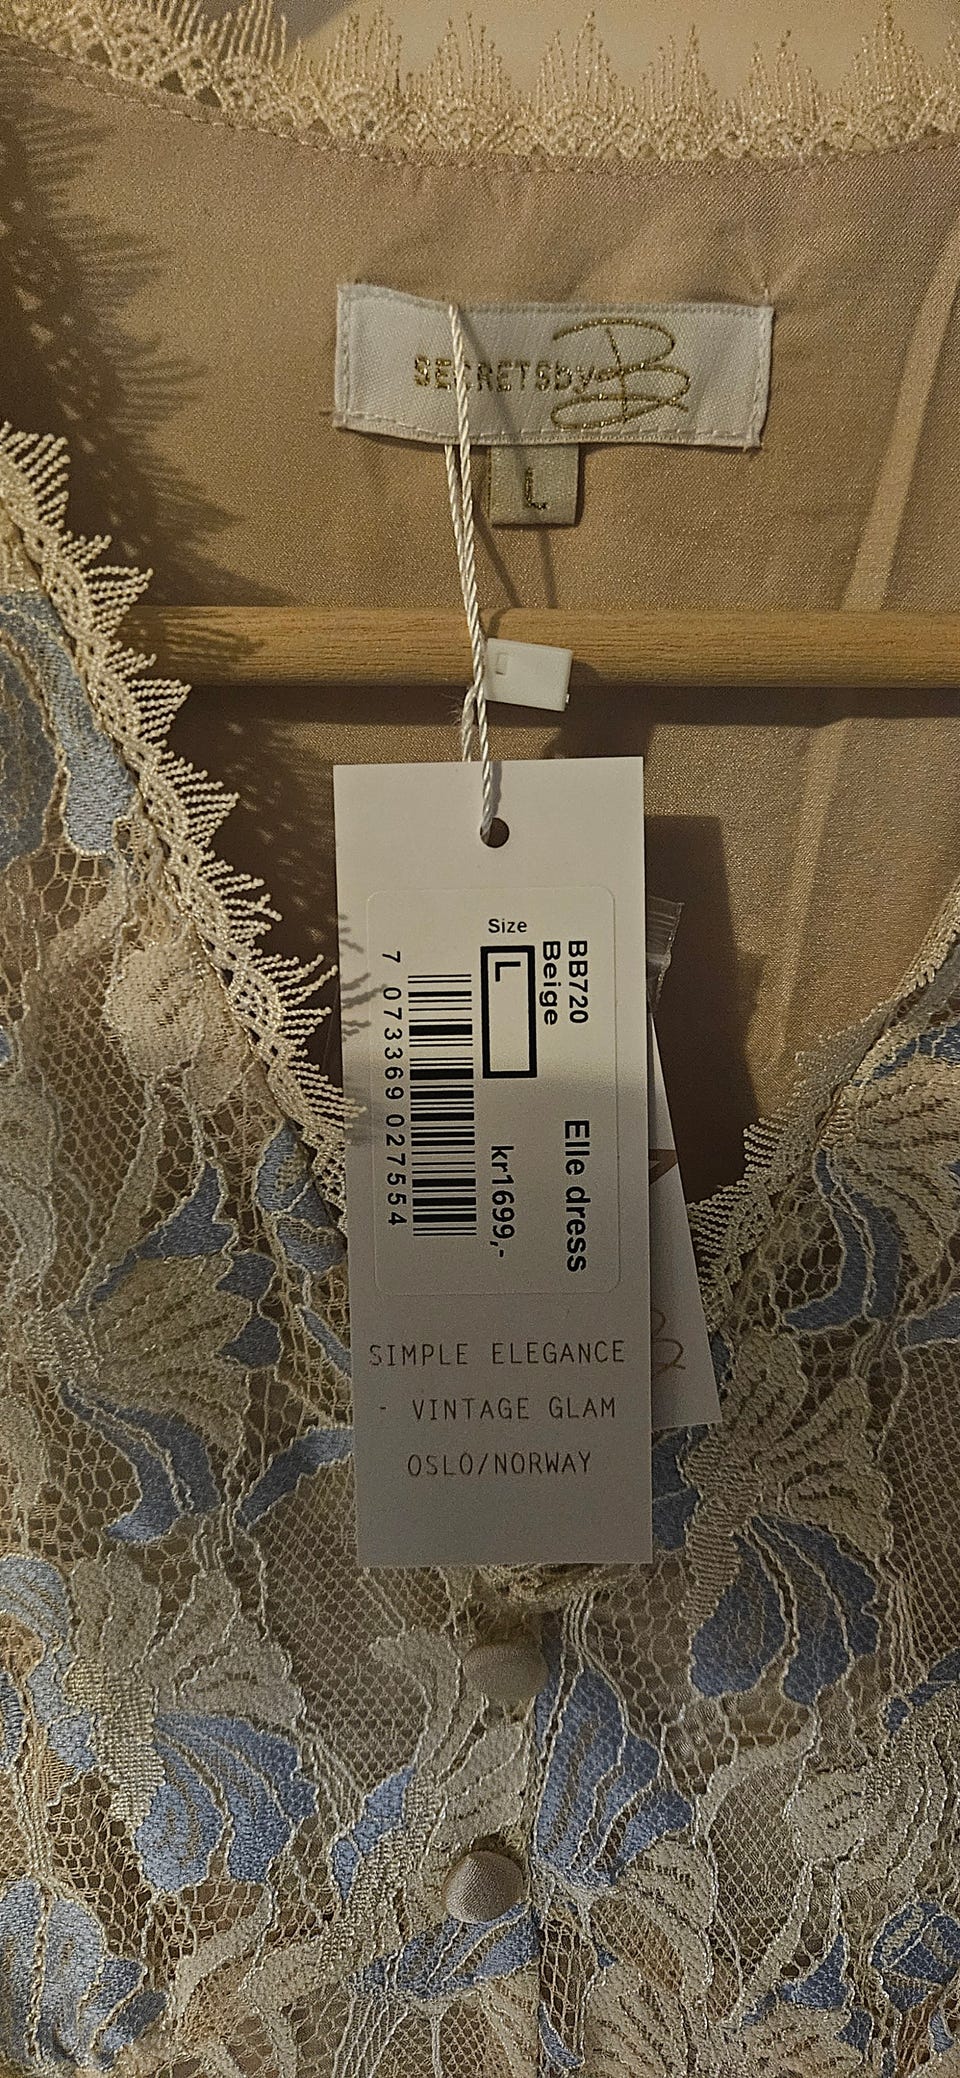 SECRETSbyB
L
Size
L
BB720 Elle dress
Beige
kr1699,-
7 073369 027554
SIMPLE ELEGANCE
- VINTAGE GLAM
OSLO/NORWAY